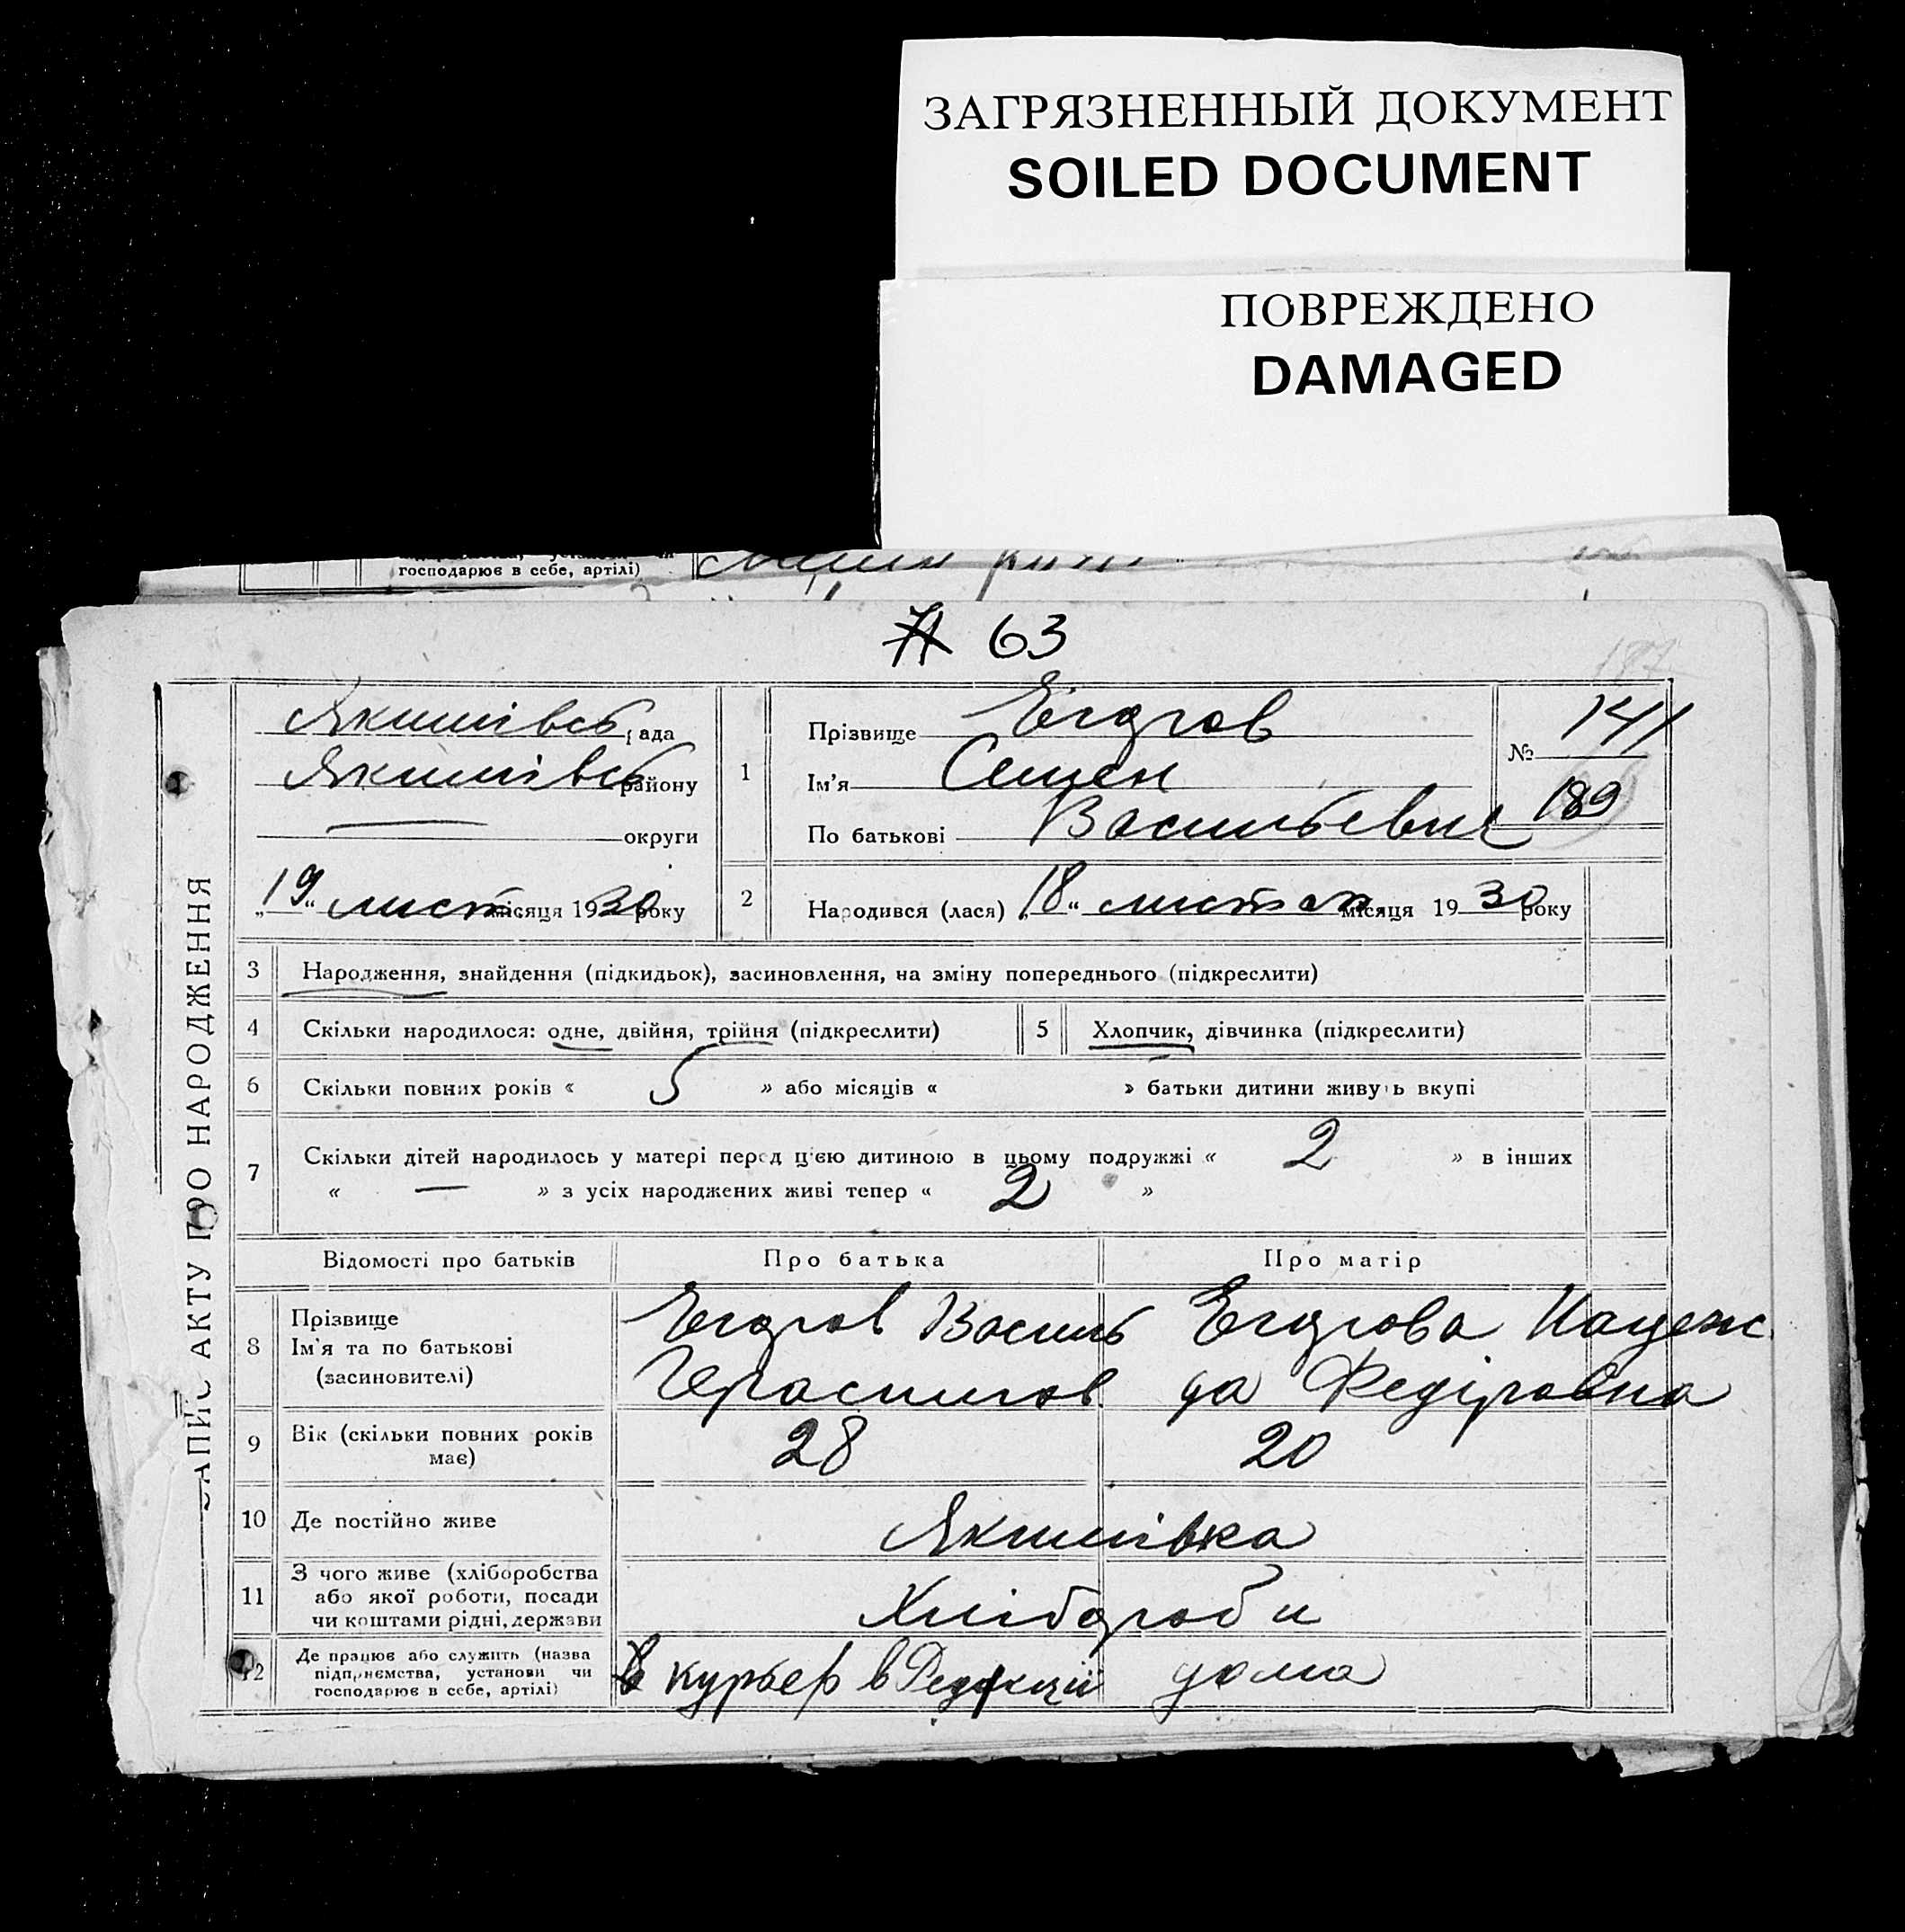 ЗАГРЯЗНЕННЫЙ ДОКУМЕНТ
SOILED DOCUMENT
ПОВРЕЖДЕНО
DAMAGED
господарює в себе, артілі)
63
ЗАПИС АКТУ ПРО НАРОДЖЕННЯ
Якимівсь рада
Якимівсь району
— округи
„19“ лист місяця 1930 року
1
Прізвище Єгоров
Ім'я Семен
По батькові Васильевич
№ 141
189
2
Народився (лася) „18“ листоп місяця 1930 року
3 Народження, знайдення (підкидьок), засиновлення, на зміну попереднього (підкреслити)
4 Скільки народилося: одне, двійня, трійня (підкреслити)
5 Хлопчик, дівчинка (підкреслити)
6 Скільки повних років « 5 » або місяців « » батьки дитини живуть вкупі
7 Скільки дітей народилось у матері перед цією дитиною в цьому подружжі « 2 » в інших
« — » з усіх народжених живі тепер « 2 »
Відомості про батьків Про батька Про матір
8 Прізвище
Ім'я та по батькові
(засиновителі)
Єгоров Василь
Герасимов
Єгорова Надеж
да Федіровна
9 Вік (скільки повних років
має)
28 20
10 Де постійно живе Якимівка
11 З чого живе (хліборобства
або якої роботи, посади
чи коштами рідні, держави
Хлібороби
12 Де працює або служить (назва
підприємства, установи чи
господарює в себе, артілі)
курьер в Редакції дома